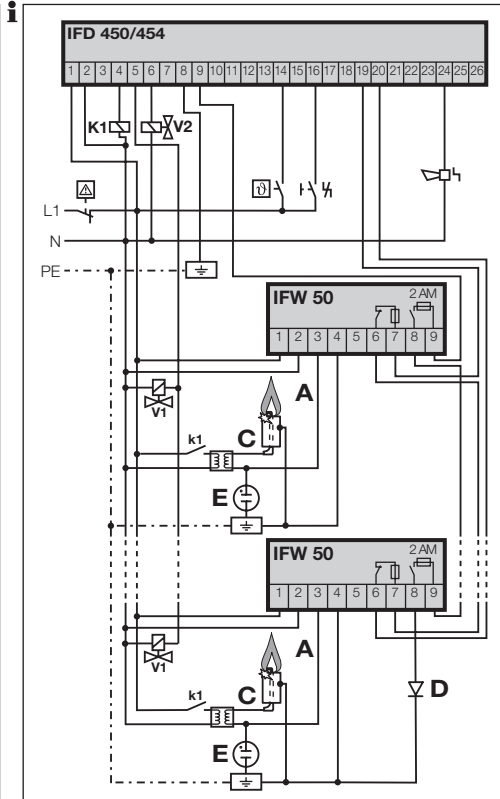 i
IFD 450/454
1 2 3 4 5 6 7 8 9 10 11 12 13 14 15 16 17 18 19 20 21 22 23 24 25 26
K1 V2
ϑ
L1
N
PE
IFW 50
2 AM
1 2 3 4 5 6 7 8 9
V1
A
k1
C
E
IFW 50
2 AM
1 2 3 4 5 6 7 8 9
V1
A
k1
C
D
E